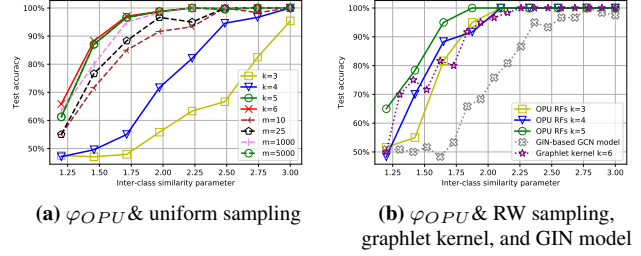 100%
90%
80%
70%
60%
50%
Test accuracy
k=3
k=4
k=5
k=6
m=10
m=25
m=1000
m=5000
1.25 1.50 1.75 2.00 2.25 2.50 2.75 3.00
Inter-class similarity parameter
(a) φOPU & uniform sampling
100%
90%
80%
70%
60%
50%
Test accuracy
OPU RFs k=3
OPU RFs k=4
OPU RFs k=5
GIN-based GCN model
Graphlet kernel k=6
1.25 1.50 1.75 2.00 2.25 2.50 2.75 3.00
Inter-class similarity parameter
(b) φOPU & RW sampling,
graphlet kernel, and GIN model